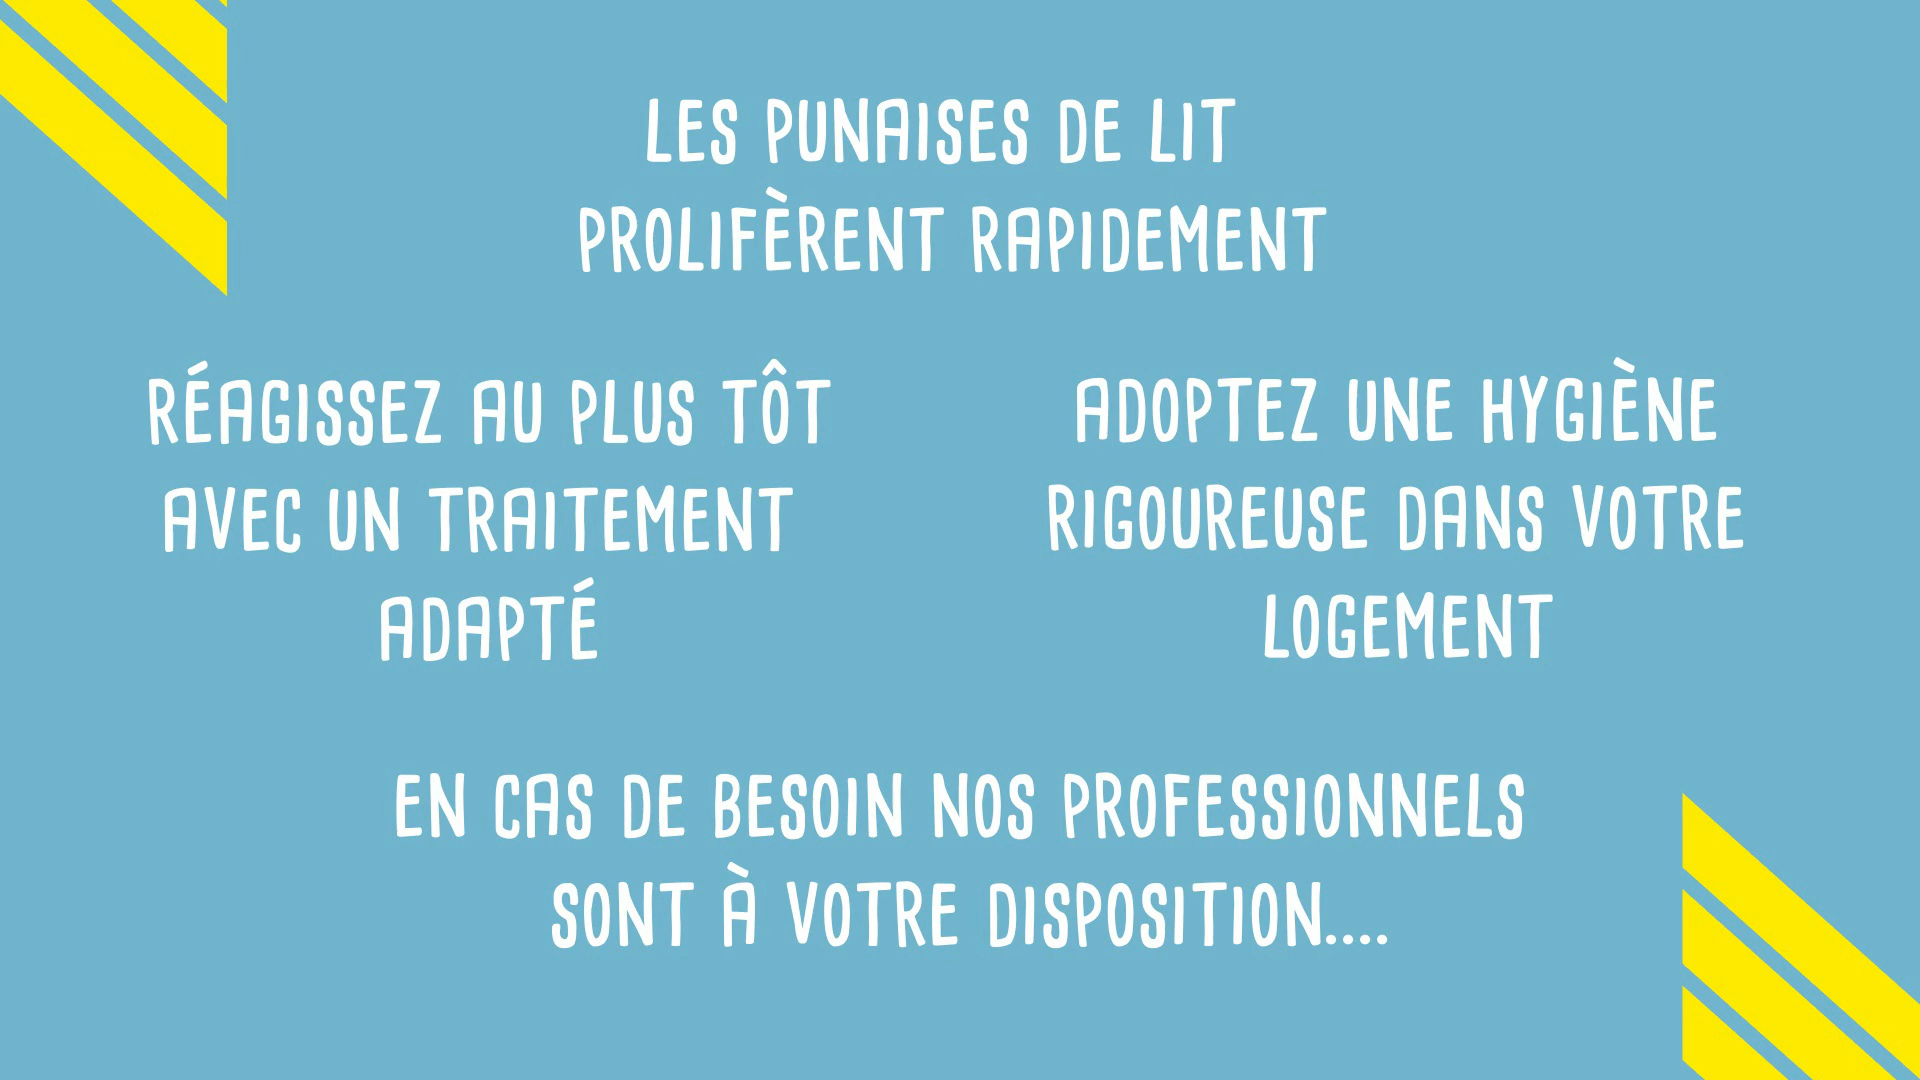 LES PUNAISES DE LIT
PROLIFÈRENT RAPIDEMENT
RÉAGISSEZ AU PLUS TÔT
AVEC UN TRAITEMENT
ADAPTÉ
ADOPTEZ UNE HYGIÈNE
RIGOUREUSE DANS VOTRE
LOGEMENT
EN CAS DE BESOIN NOS PROFESSIONNELS
SONT À VOTRE DISPOSITION....